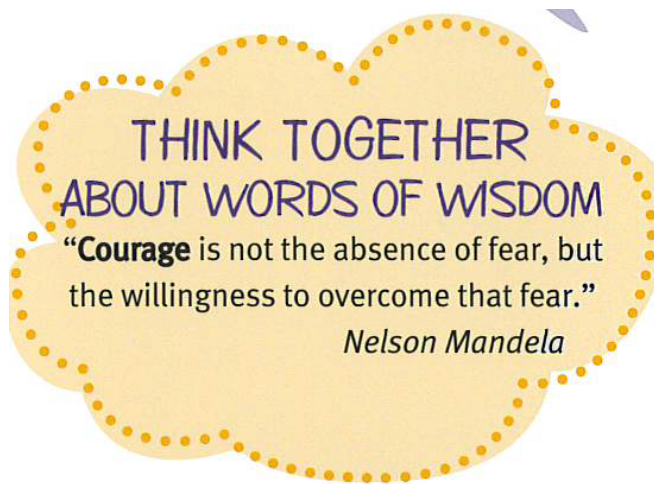 THINK TOGETHER
ABOUT WORDS OF WISDOM
“Courage is not the absence of fear, but
the willingness to overcome that fear.”
Nelson Mandela